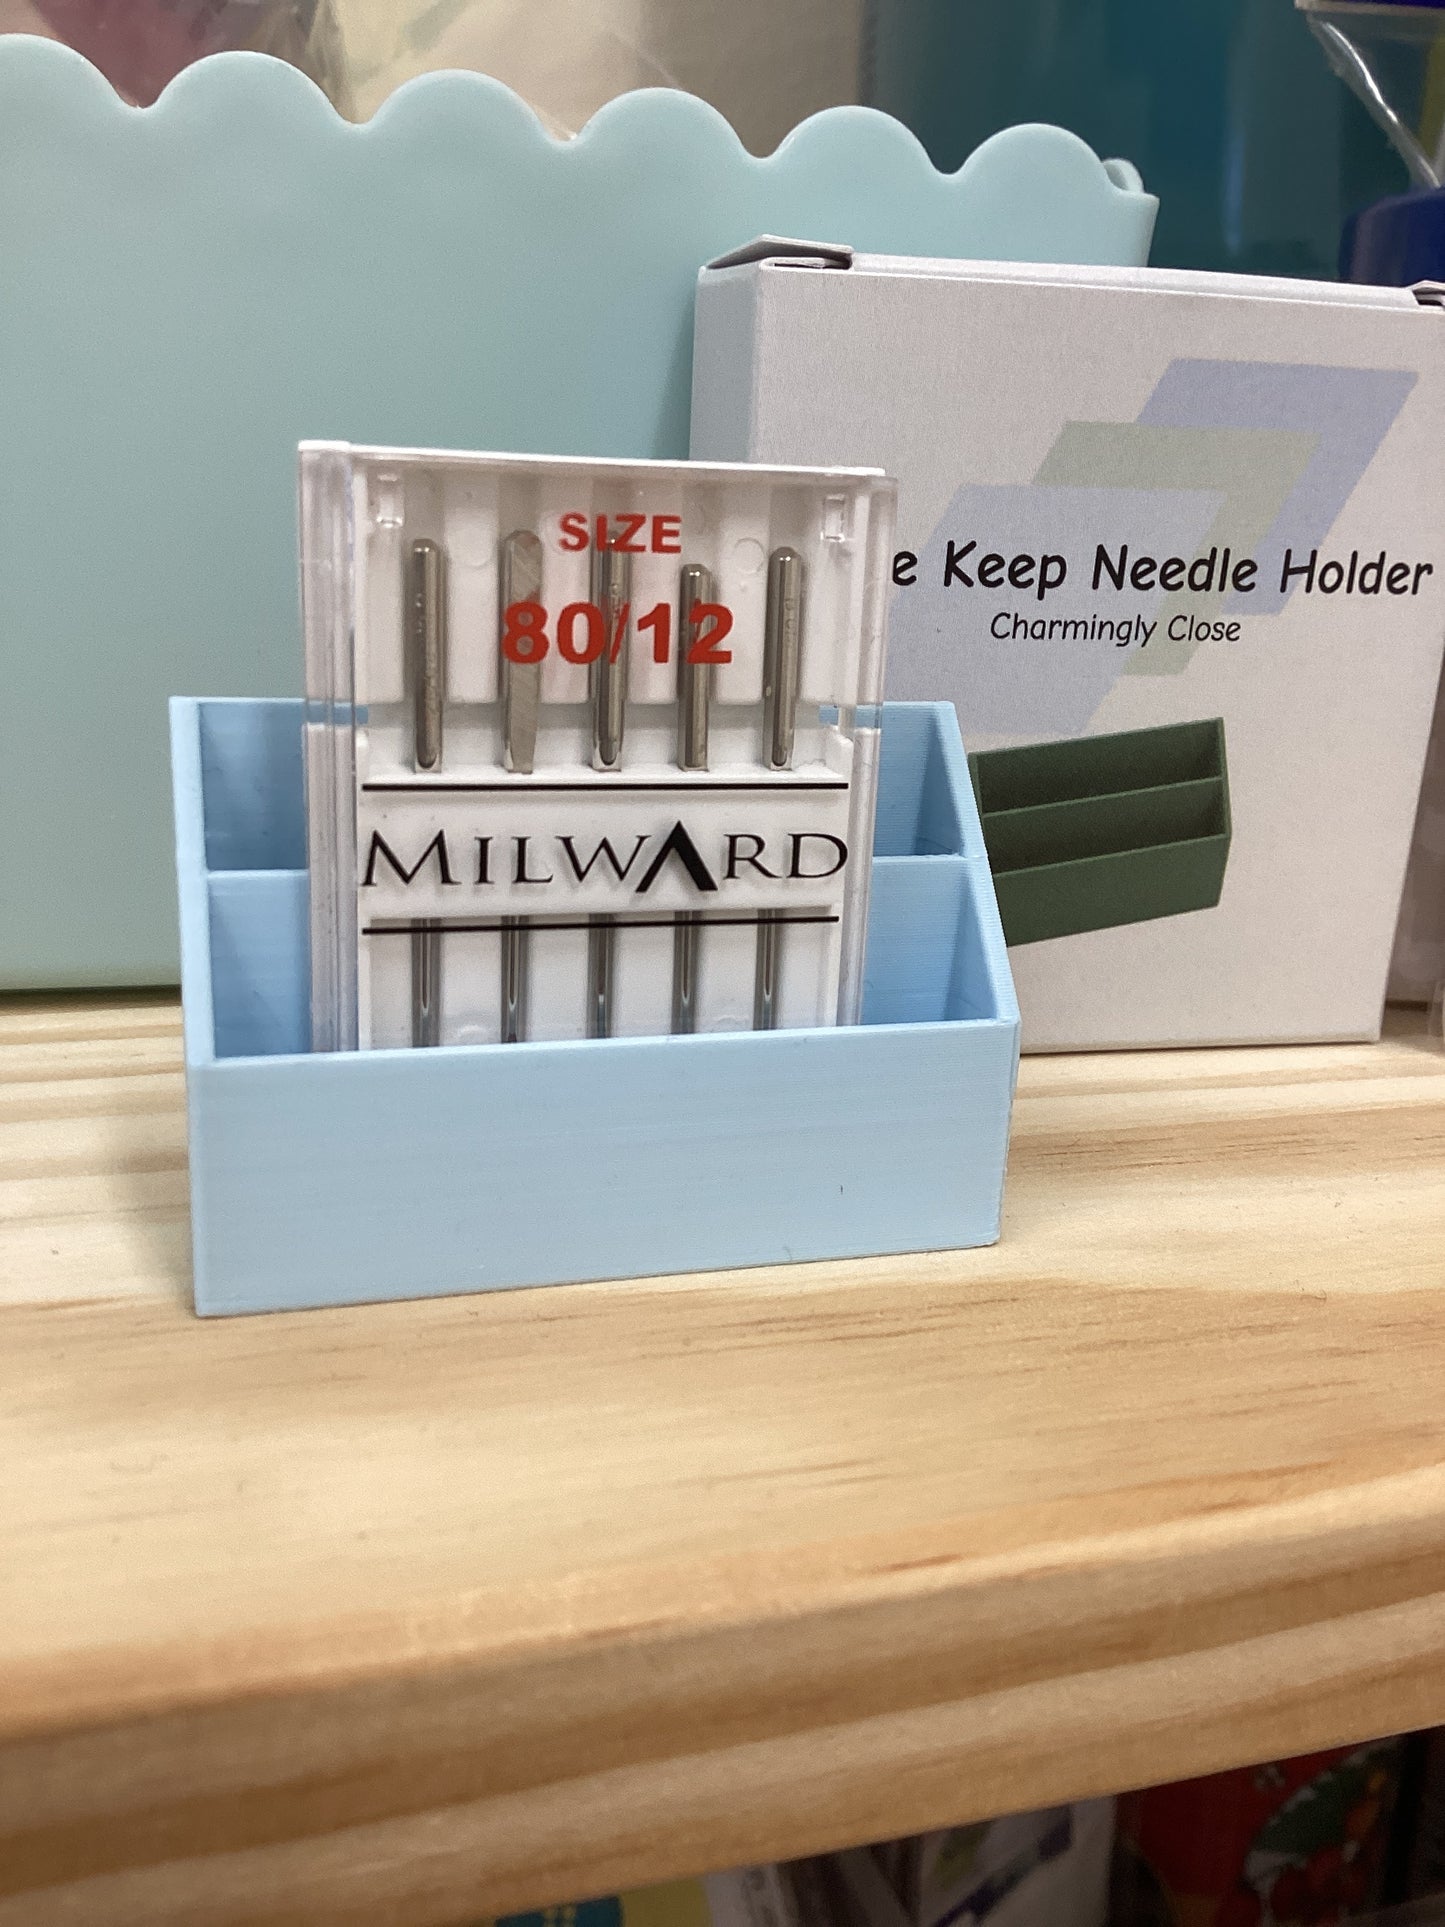 SIZE
80/12
MILWARD
e Keep Needle Holder
Charmingly Close